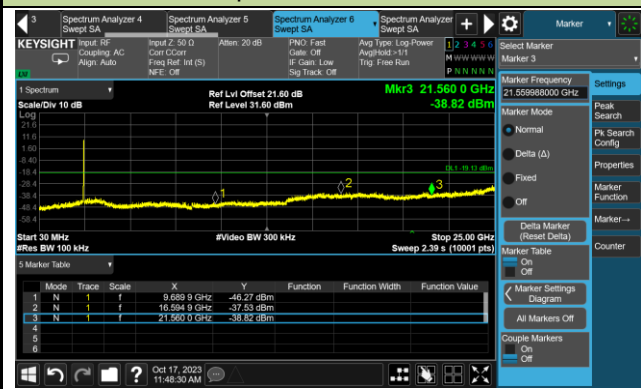 3 Spectrum Analyzer 4 Swept SA Spectrum Analyzer 5 Swept SA Spectrum Analyzer 6 Swept SA Spectrum Analyzer Swept SA + Marker
KEYSIGHT Input: RF Input Z: 50 Ω Atten: 20 dB PNO: Fast Avg Type: Log-Power 1 2 3 4 5 6
Coupling: AC Corr CCorr Gate: Off Avg|Hold:>1/1 M W W W W W
Align: Auto Freq Ref: Int (S) IF Gain: Low Trig: Free Run
NFE: Off Sig Track: Off P N N N N N
Select Marker
Marker 3
1 Spectrum
Ref Lvl Offset 21.60 dB Mkr3 21.560 0 GHz
Scale/Div 10 dB Ref Level 31.60 dBm -38.82 dBm
Log
21.6
11.6
1.60
-8.40
-18.4
DL1 -19.13 dBm
-28.4
-38.4
-48.4
-58.4
1
2
3
Start 30 MHz #Video BW 300 kHz Stop 25.00 GHz
#Res BW 100 kHz Sweep 2.39 s (10001 pts)
5 Marker Table
Mode Trace Scale X Y Function Function Width Function Value
1 N 1 f 9.689 9 GHz -46.27 dBm
2 N 1 f 16.594 9 GHz -37.53 dBm
3 N 1 f 21.560 0 GHz -38.82 dBm
4
5
6
Marker Frequency
21.559988000 GHz
Marker Mode
Normal
Delta (Δ)
Fixed
Off
Delta Marker
(Reset Delta)
Marker Table
On
Off
Marker Settings
Diagram
All Markers Off
Couple Markers
On
Off
Settings
Peak
Search
Pk Search
Config
Properties
Marker
Function
Marker→
Counter
?
Oct 17, 2023
11:48:30 AM